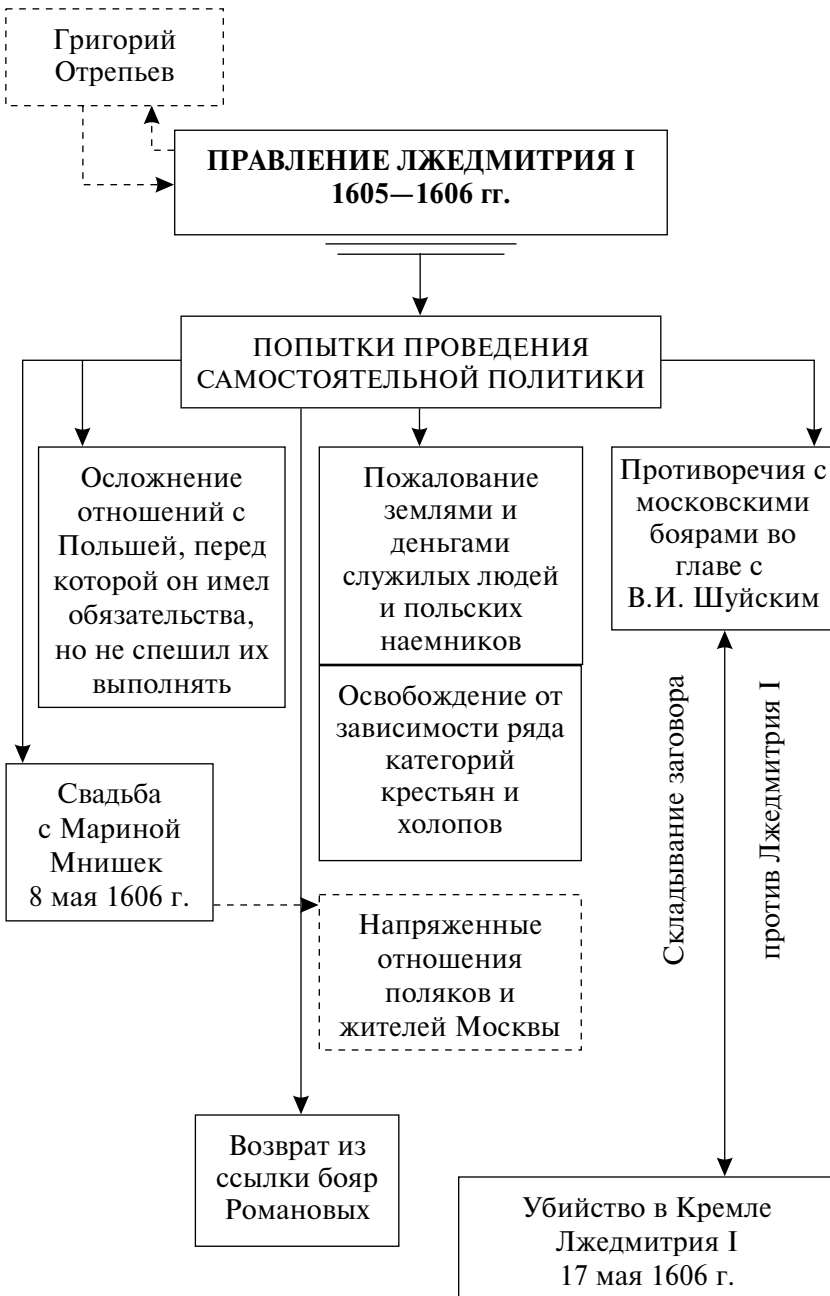 Григорий
Отрепьев
ПРАВЛЕНИЕ ЛЖЕДМИТРИЯ I
1605—1606 гг.
ПОПЫТКИ ПРОВЕДЕНИЯ
САМОСТОЯТЕЛЬНОЙ ПОЛИТИКИ
Осложнение
отношений с
Польшей, перед
которой он имел
обязательства,
но не спешил их
выполнять
Пожалование
землями и
деньгами
служилых людей
и польских
наемников
Противоречия с
московскими
боярами во
главе с
В.И. Шуйским
Освобождение от
зависимости ряда
категорий
крестьян и
холопов
Складывание заговора
против Лжедмитрия I
Свадьба
с Мариной
Мнишек
8 мая 1606 г.
Напряженные
отношения
поляков и
жителей Москвы
Возврат из
ссылки бояр
Романовых
Убийство в Кремле
Лжедмитрия I
17 мая 1606 г.